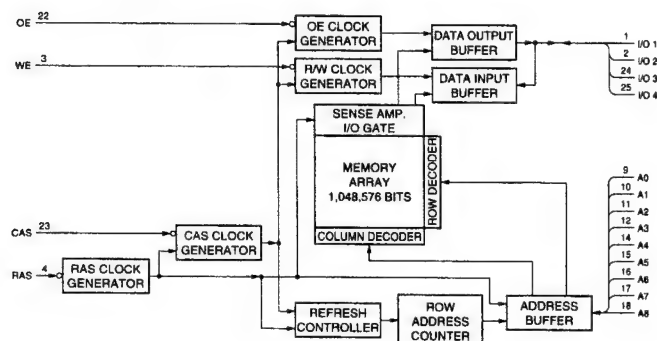 OE 22
WE 3
OE CLOCK
GENERATOR
R/W CLOCK
GENERATOR
DATA OUTPUT
BUFFER
DATA INPUT
BUFFER
1 I/O 1
2 I/O 2
24 I/O 3
25 I/O 4
SENSE AMP.
I/O GATE
MEMORY
ARRAY
1,048,576 BITS
ROW DECODER
COLUMN DECODER
CAS 23
CAS CLOCK
GENERATOR
RAS 4
RAS CLOCK
GENERATOR
REFRESH
CONTROLLER
ROW
ADDRESS
COUNTER
ADDRESS
BUFFER
9 A0
10 A1
11 A2
12 A3
14 A4
15 A5
16 A6
17 A7
18 A8